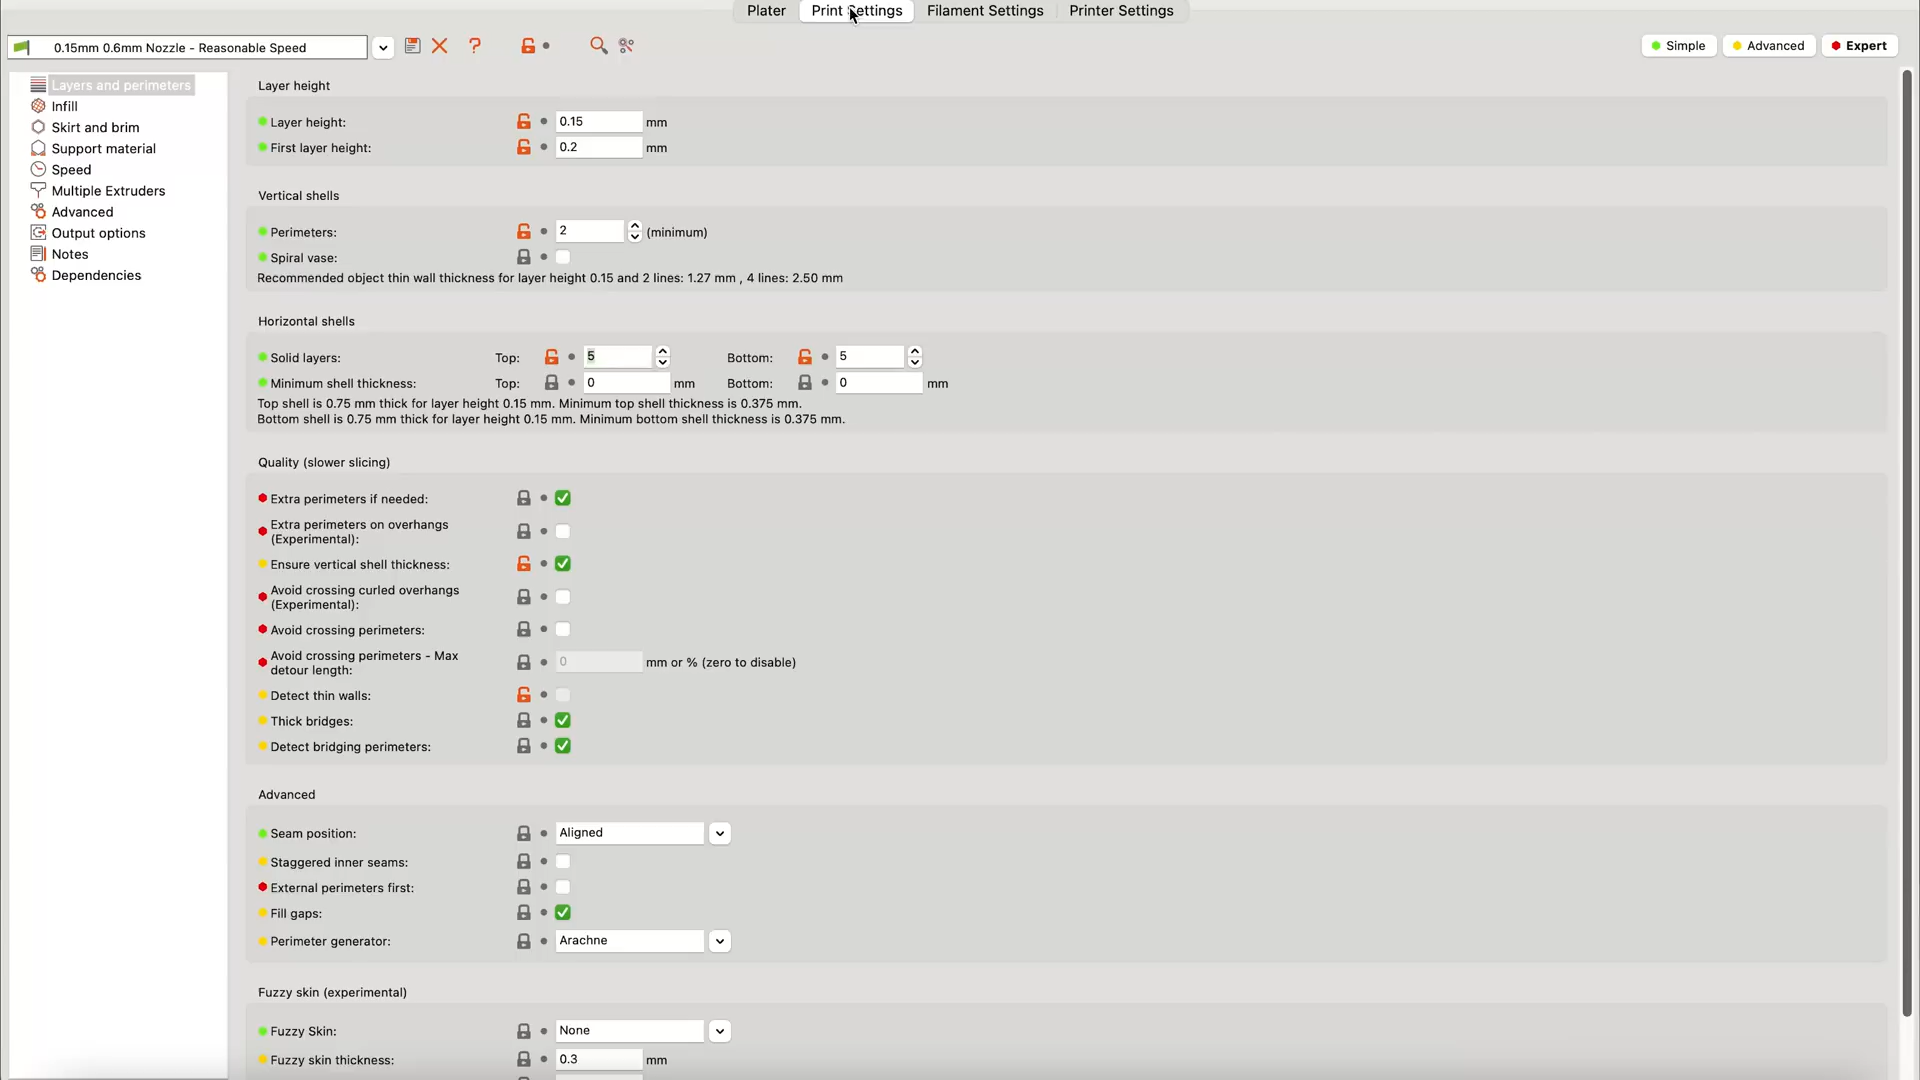 Plater Print Settings Filament Settings Printer Settings
0.15mm 0.6mm Nozzle - Reasonable Speed
?
Simple Advanced Expert
Layers and perimeters
Infill
Skirt and brim
Support material
Speed
Multiple Extruders
Advanced
Output options
Notes
Dependencies
Layer height
Layer height: 0.15 mm
First layer height: 0.2 mm
Vertical shells
Perimeters: 2 (minimum)
Spiral vase:
Recommended object thin wall thickness for layer height 0.15 and 2 lines: 1.27 mm , 4 lines: 2.50 mm
Horizontal shells
Solid layers: Top: 5 Bottom: 5
Minimum shell thickness: Top: 0 mm Bottom: 0 mm
Top shell is 0.75 mm thick for layer height 0.15 mm. Minimum top shell thickness is 0.375 mm.
Bottom shell is 0.75 mm thick for layer height 0.15 mm. Minimum bottom shell thickness is 0.375 mm.
Quality (slower slicing)
Extra perimeters if needed:
Extra perimeters on overhangs
(Experimental):
Ensure vertical shell thickness:
Avoid crossing curled overhangs
(Experimental):
Avoid crossing perimeters:
Avoid crossing perimeters - Max
detour length: 0 mm or % (zero to disable)
Detect thin walls:
Thick bridges:
Detect bridging perimeters:
Advanced
Seam position: Aligned
Staggered inner seams:
External perimeters first:
Fill gaps:
Perimeter generator: Arachne
Fuzzy skin (experimental)
Fuzzy Skin: None
Fuzzy skin thickness: 0.3 mm